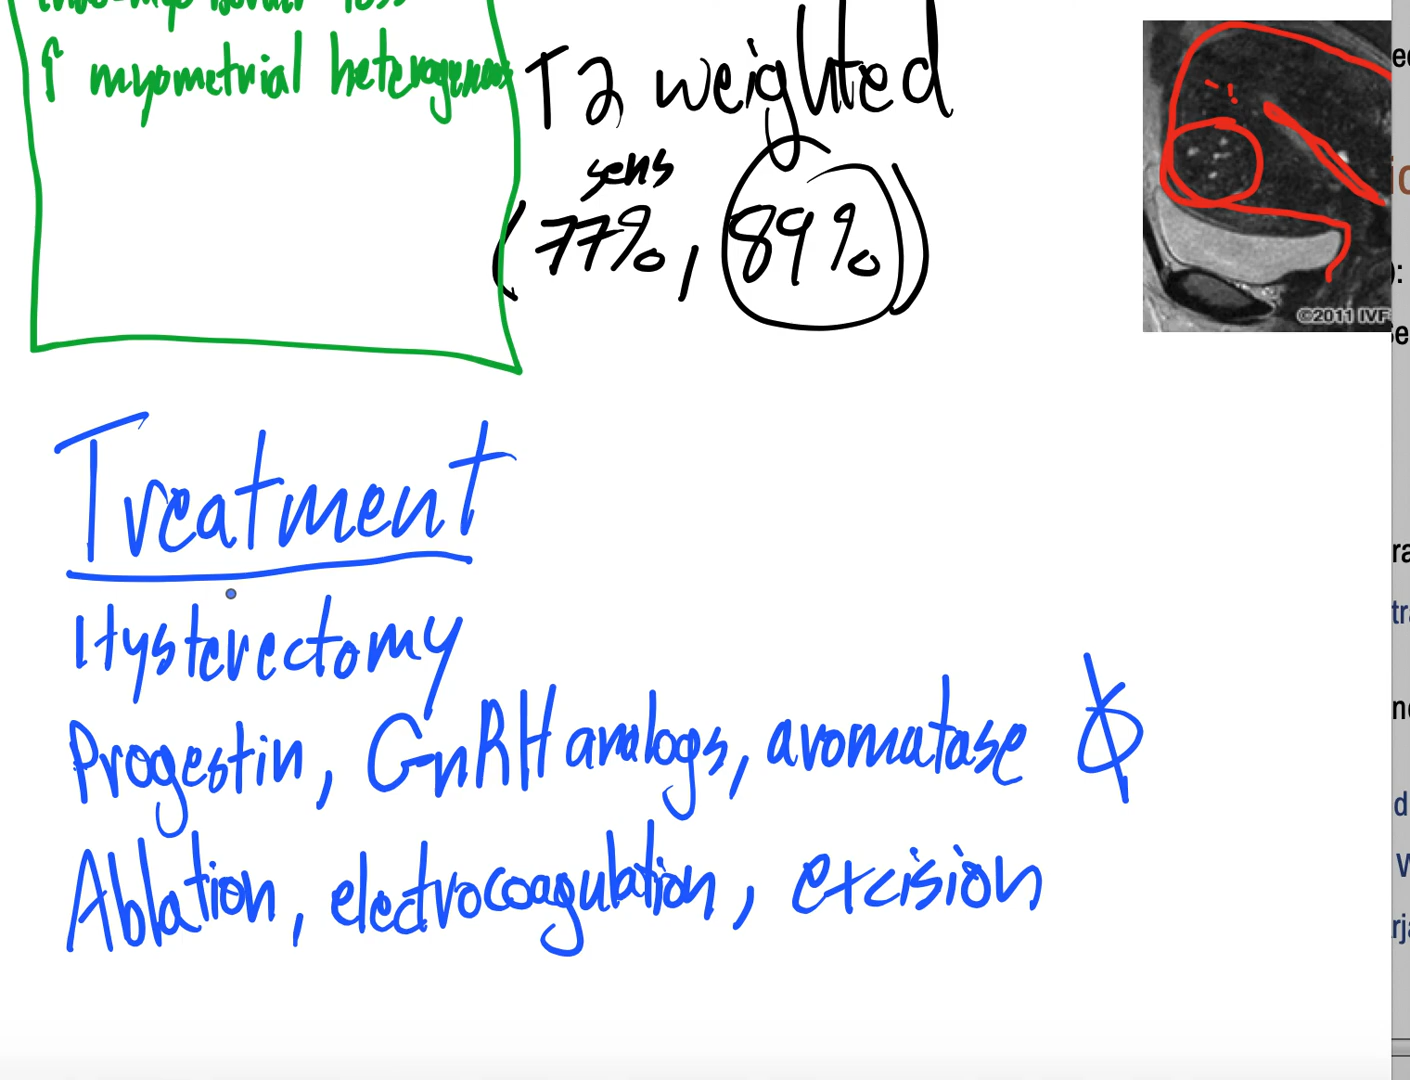 ↑ myometrial heterogeneous
T2 weighted
sens
(77%, 89%)
©2011 IVF
Treatment
Hysterectomy
Progestin, GnRH analogs, aromatase
Ablation, electrocoagulation, excision